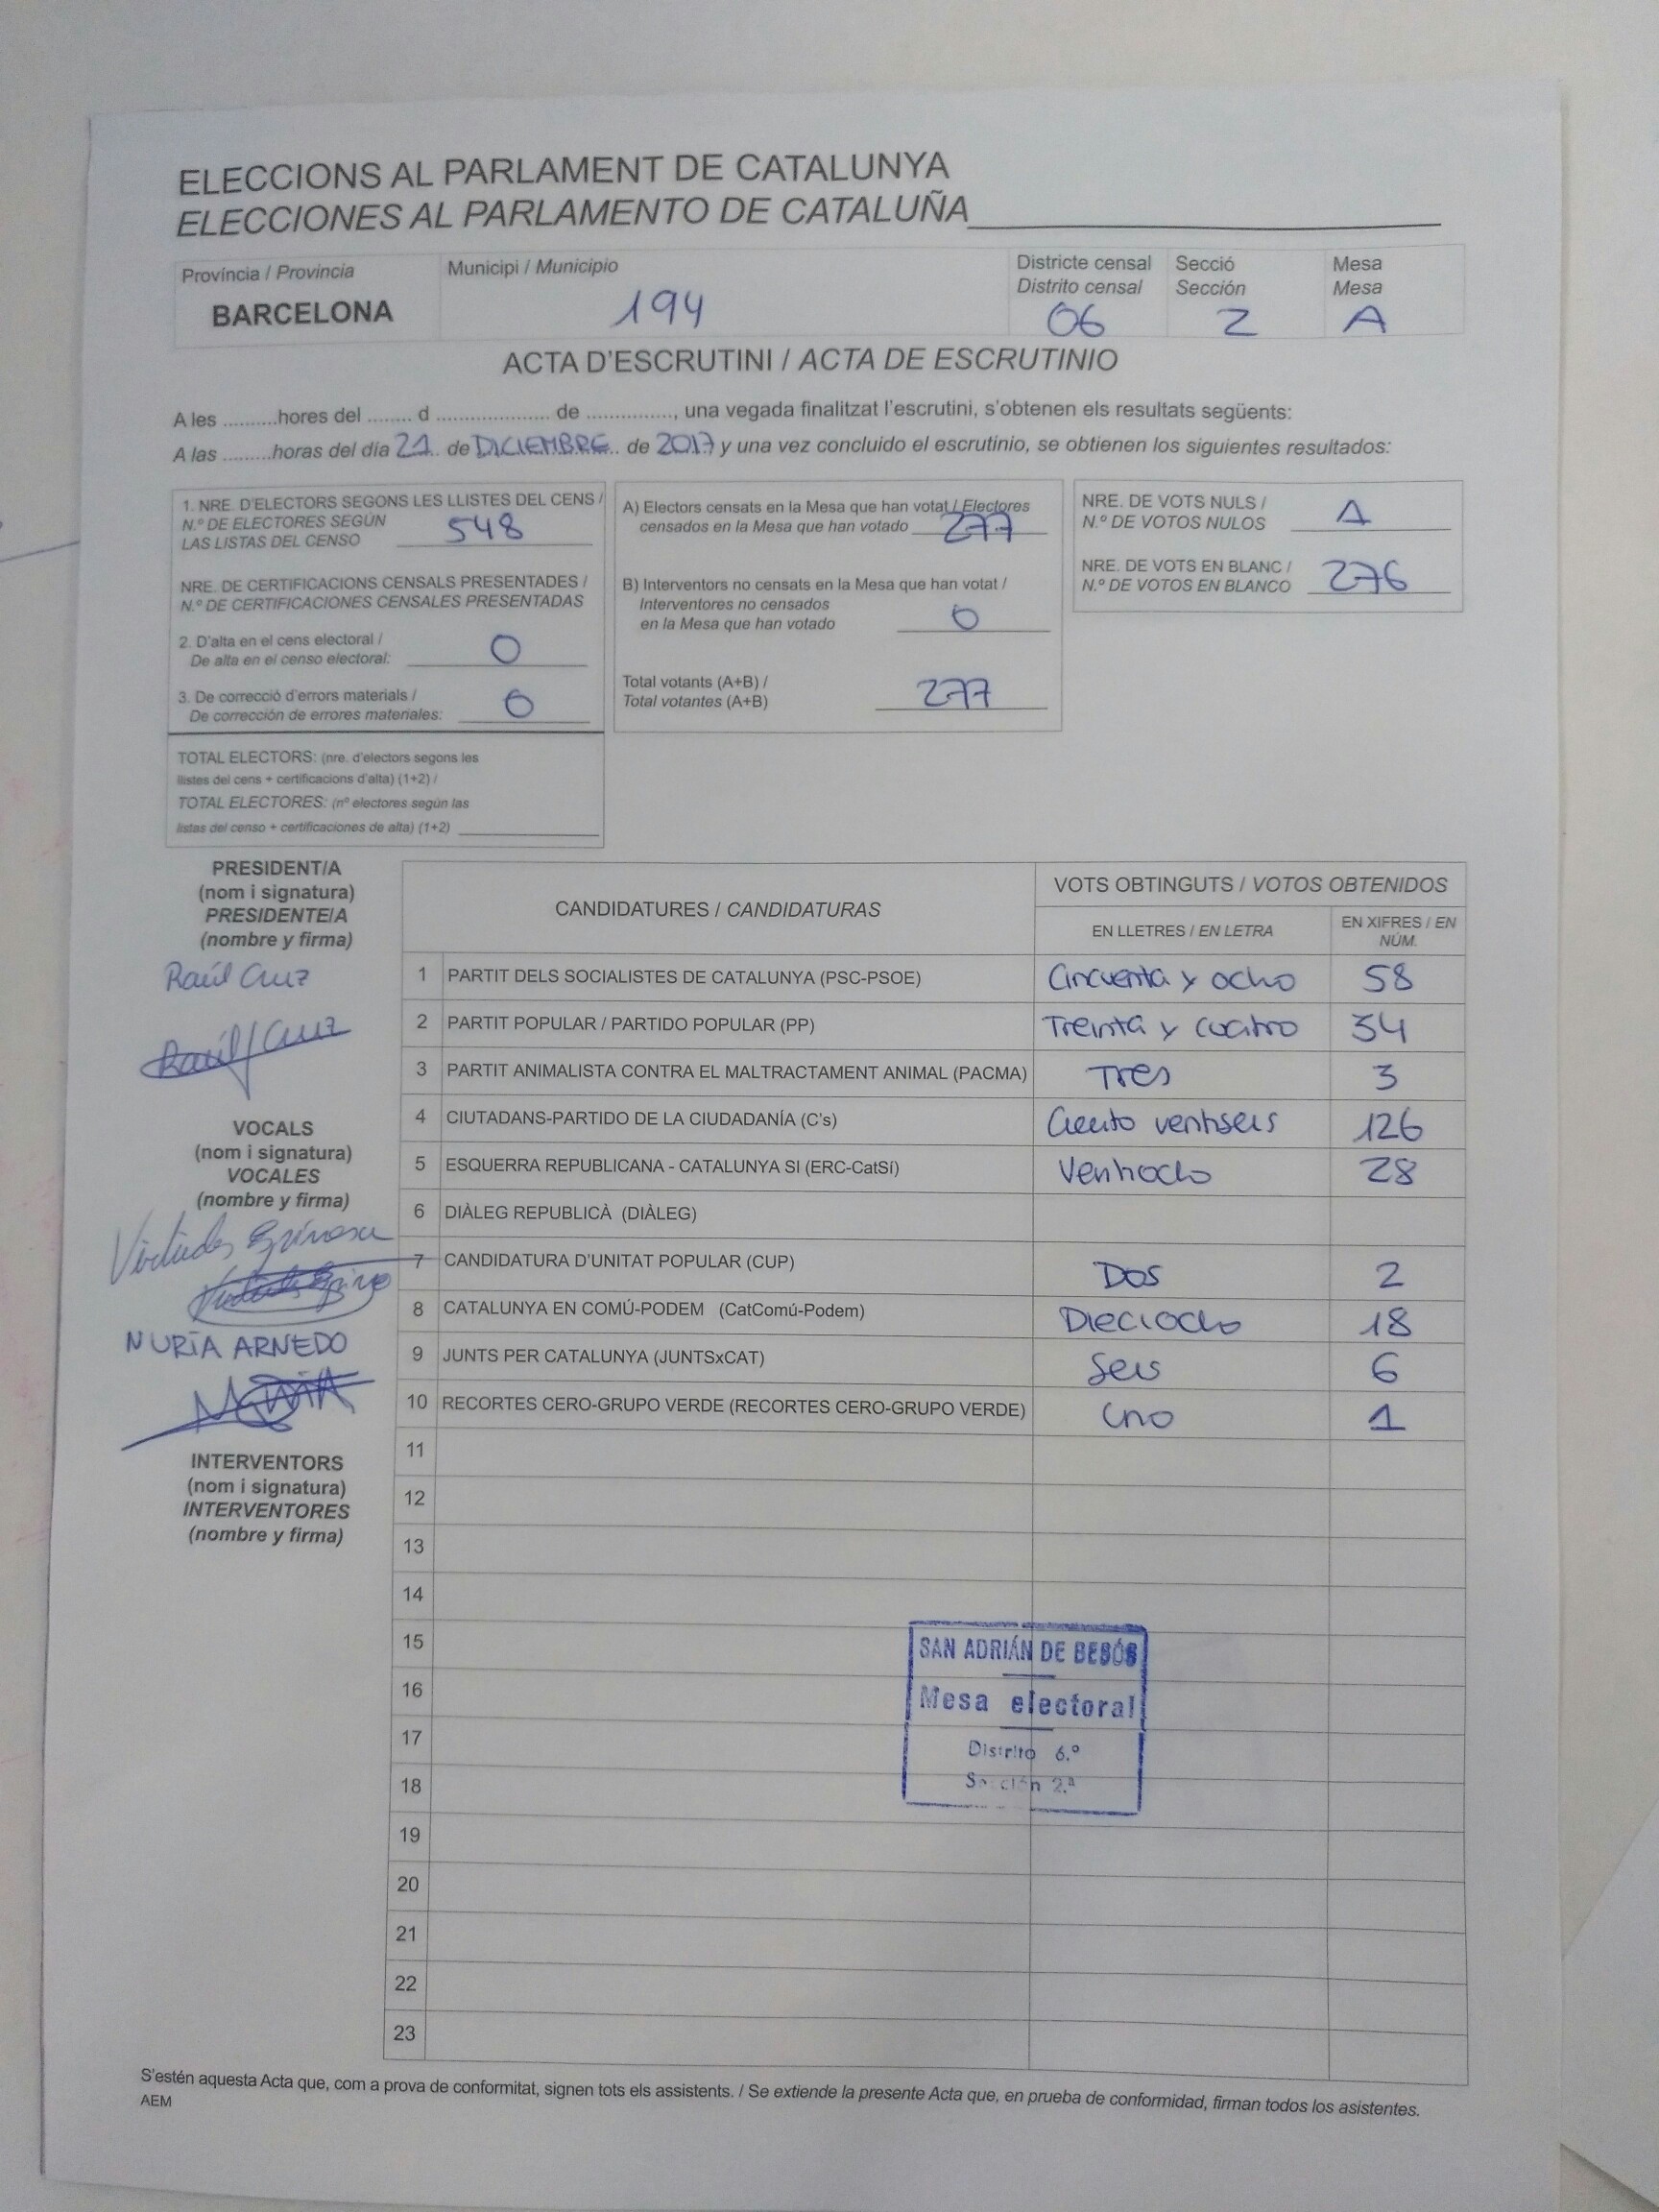 ELECCIONS AL PARLAMENT DE CATALUNYA
ELECCIONES AL PARLAMENTO DE CATALUÑA
Província / Provincia
BARCELONA
Municipi / Municipio
194
Districte censal
Distrito censal
06
Secció
Sección
2
Mesa
Mesa
A
ACTA D'ESCRUTINI / ACTA DE ESCRUTINIO
A les ..........hores del ........ d ..................... de ..............., una vegada finalitzat l'escrutini, s'obtenen els resultats següents:
A las .........horas del día 21 de DICIEMBRE de 2017 y una vez concluido el escrutinio, se obtienen los siguientes resultados:
1. NRE. D'ELECTORS SEGONS LES LLISTES DEL CENS /
N.º DE ELECTORES SEGÚN
LAS LISTAS DEL CENSO 548
NRE. DE CERTIFICACIONS CENSALS PRESENTADES /
N.º DE CERTIFICACIONES CENSALES PRESENTADAS
2. D'alta en el cens electoral /
De alta en el censo electoral: 0
3. De correcció d'errors materials /
De corrección de errores materiales: 0
TOTAL ELECTORS: (nre. d'electors segons les
llistes del cens + certificacions d'alta) (1+2) /
TOTAL ELECTORES: (nº electores según las
listas del censo + certificaciones de alta) (1+2)
A) Electors censats en la Mesa que han votat / Electores
censados en la Mesa que han votado 277
B) Interventors no censats en la Mesa que han votat /
Interventores no censados
en la Mesa que han votado 0
Total votants (A+B) /
Total votantes (A+B) 277
NRE. DE VOTS NULS /
N.º DE VOTOS NULOS 1
NRE. DE VOTS EN BLANC /
N.º DE VOTOS EN BLANCO 276
PRESIDENT/A
(nom i signatura)
PRESIDENTE/A
(nombre y firma)
Raúl Cruz
Raúl Cruz
VOCALS
(nom i signatura)
VOCALES
(nombre y firma)
Virtudes Espinosa
NURIA ARNEDO
INTERVENTORS
(nom i signatura)
INTERVENTORES
(nombre y firma)
CANDIDATURES / CANDIDATURAS
VOTS OBTINGUTS / VOTOS OBTENIDOS
EN LLETRES / EN LETRA
EN XIFRES / EN
NÚM.
1 PARTIT DELS SOCIALISTES DE CATALUNYA (PSC-PSOE) Cincuenta y ocho 58
2 PARTIT POPULAR / PARTIDO POPULAR (PP) Treinta y cuatro 34
3 PARTIT ANIMALISTA CONTRA EL MALTRACTAMENT ANIMAL (PACMA) Tres 3
4 CIUTADANS-PARTIDO DE LA CIUDADANÍA (C's) Ciento ventiseis 126
5 ESQUERRA REPUBLICANA - CATALUNYA SI (ERC-CatSí) Ventiocho 28
6 DIÀLEG REPUBLICÀ (DIÀLEG)
7 CANDIDATURA D'UNITAT POPULAR (CUP) Dos 2
8 CATALUNYA EN COMÚ-PODEM (CatComú-Podem) Dieciocho 18
9 JUNTS PER CATALUNYA (JUNTSxCAT) Seis 6
10 RECORTES CERO-GRUPO VERDE (RECORTES CERO-GRUPO VERDE) Uno 1
11
12
13
14
15
16
17
18
19
20
21
22
23
SAN ADRIÁN DE BESÓS
Mesa electoral
Distrito 6.º
Sección 2.ª
S'estén aquesta Acta que, com a prova de conformitat, signen tots els assistents. / Se extiende la presente Acta que, en prueba de conformidad, firman todos los asistentes.
AEM